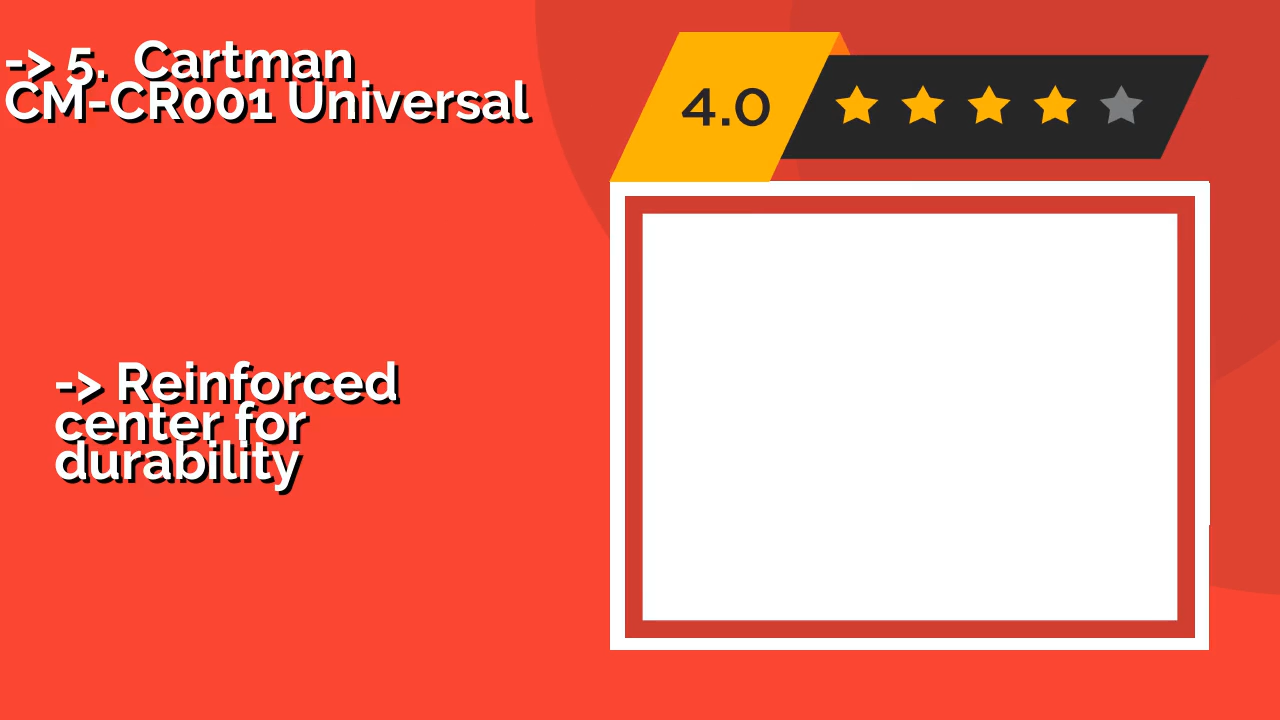 -> 5.  Cartman
CM-CR001 Universal
4.0
-> Reinforced
center for
durability